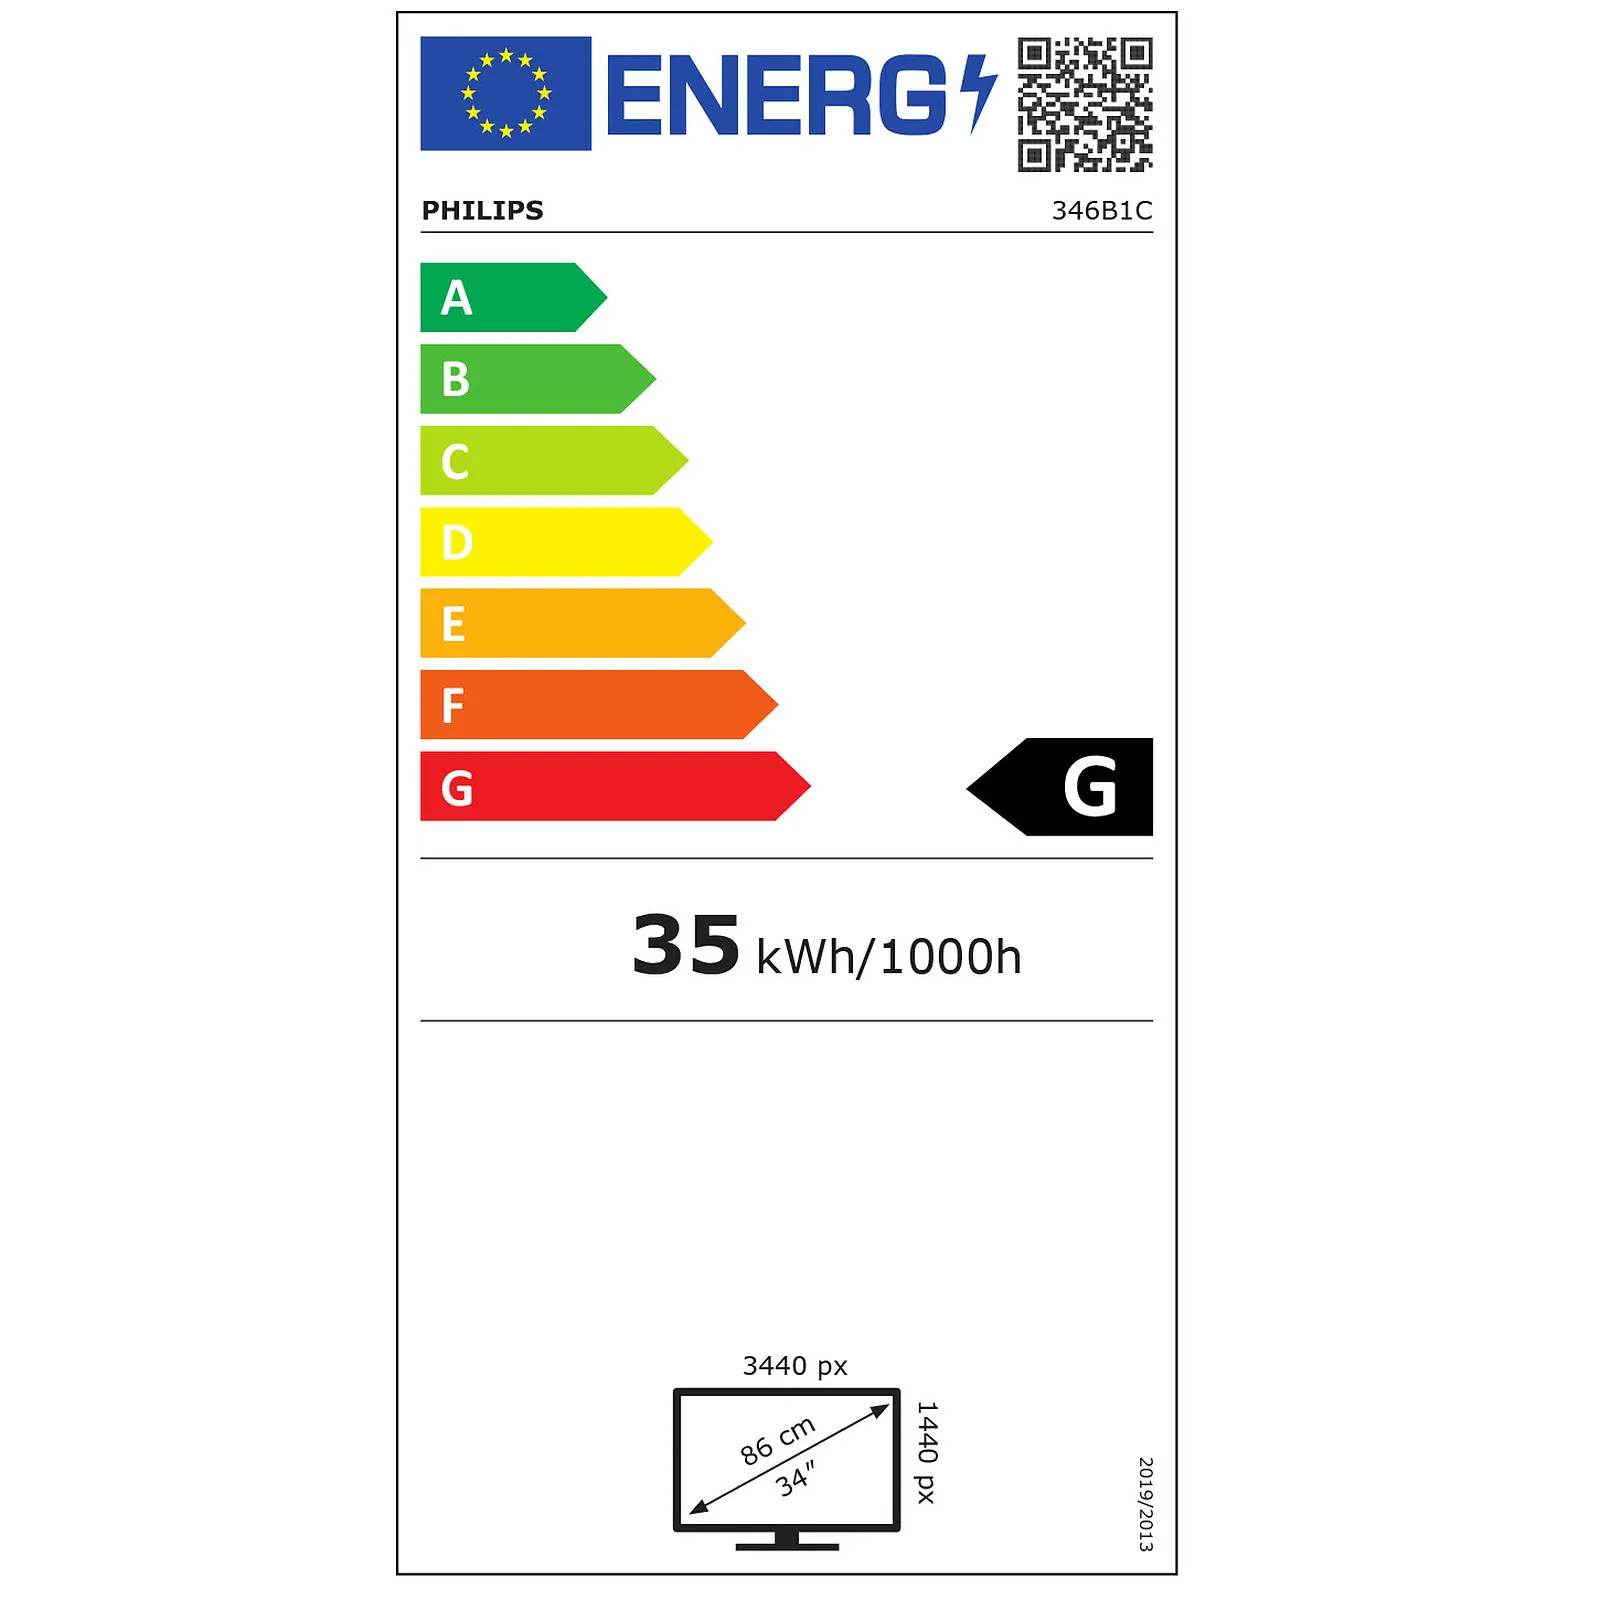 ENERG
PHILIPS 346B1C
A
B
C
D
E
F
G
G
35 kWh/1000h
3440 px
1440 px
86 cm
34"
2019/2013